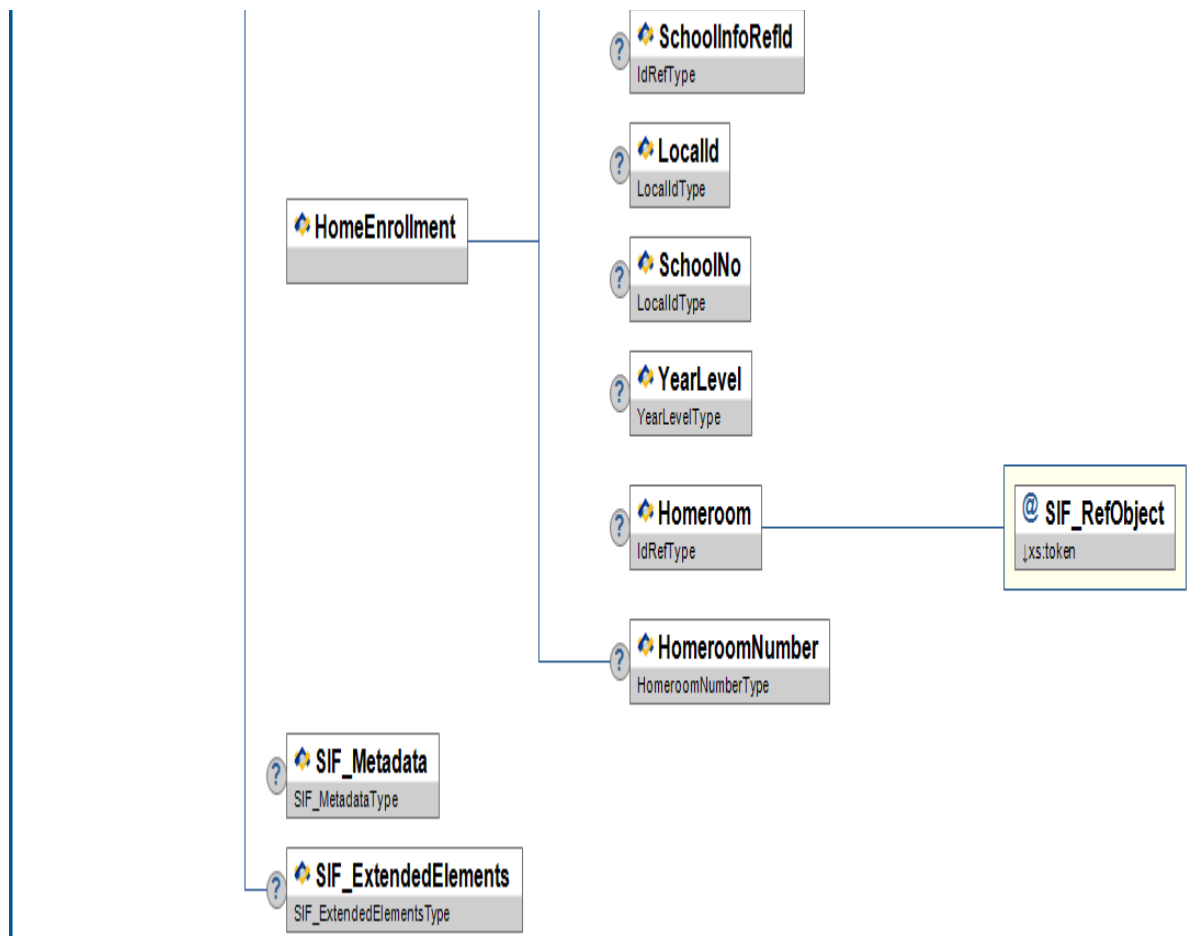 SchoolInfoRefId
IdRefType
?
LocalId
LocalIdType
?
HomeEnrollment
SchoolNo
LocalIdType
?
YearLevel
YearLevelType
?
Homeroom
IdRefType
?
@ SIF_RefObject
↓xs:token
HomeroomNumber
HomeroomNumberType
?
SIF_Metadata
SIF_MetadataType
?
SIF_ExtendedElements
SIF_ExtendedElementsType
?